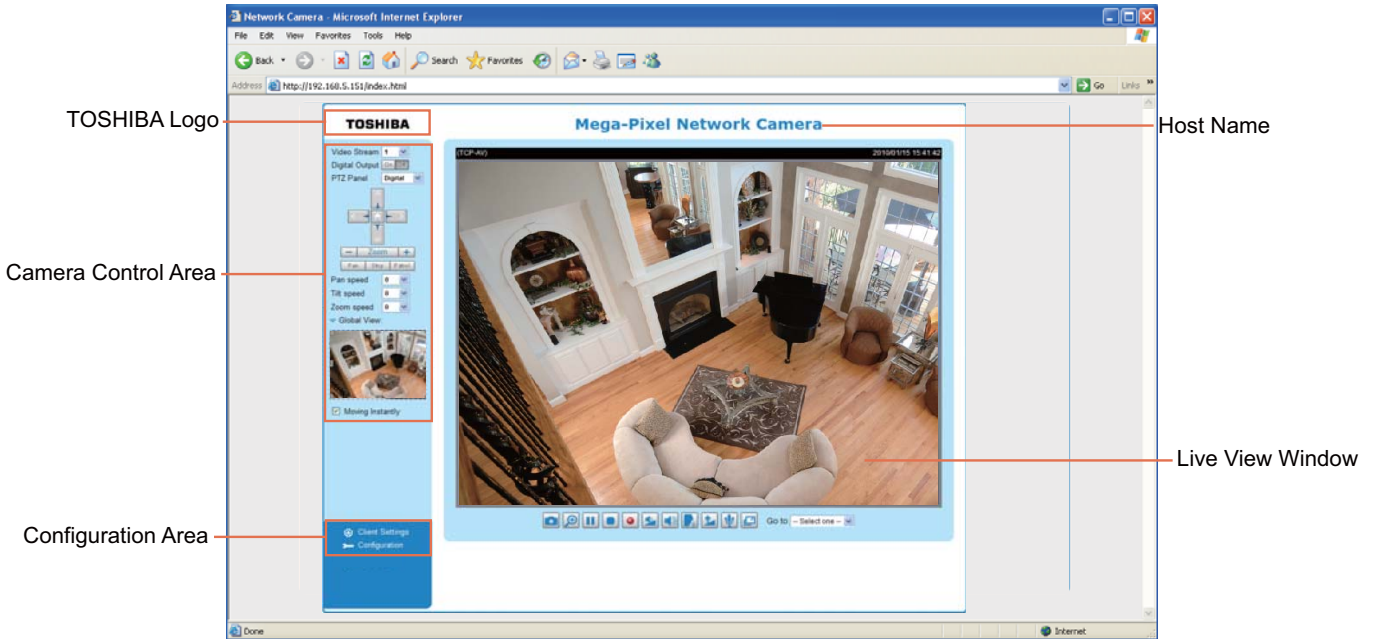 Network Camera - Microsoft Internet Explorer
File Edit View Favorites Tools Help
Back Search Favorites
Address http://192.168.5.151/index.html Go Links
TOSHIBA Logo
TOSHIBA
Mega-Pixel Network Camera
Host Name
Video Stream 1
Digital Output
PTZ Panel Digital
(TCP-AV) 2010/01/15 15:41:42
Camera Control Area
Zoom
Pan Stop Patrol
Pan speed 0
Tilt speed 0
Zoom speed 0
Global View:
Moving Instantly
Live View Window
Go to -- Select one --
Configuration Area
Client Settings
Configuration
Done Internet